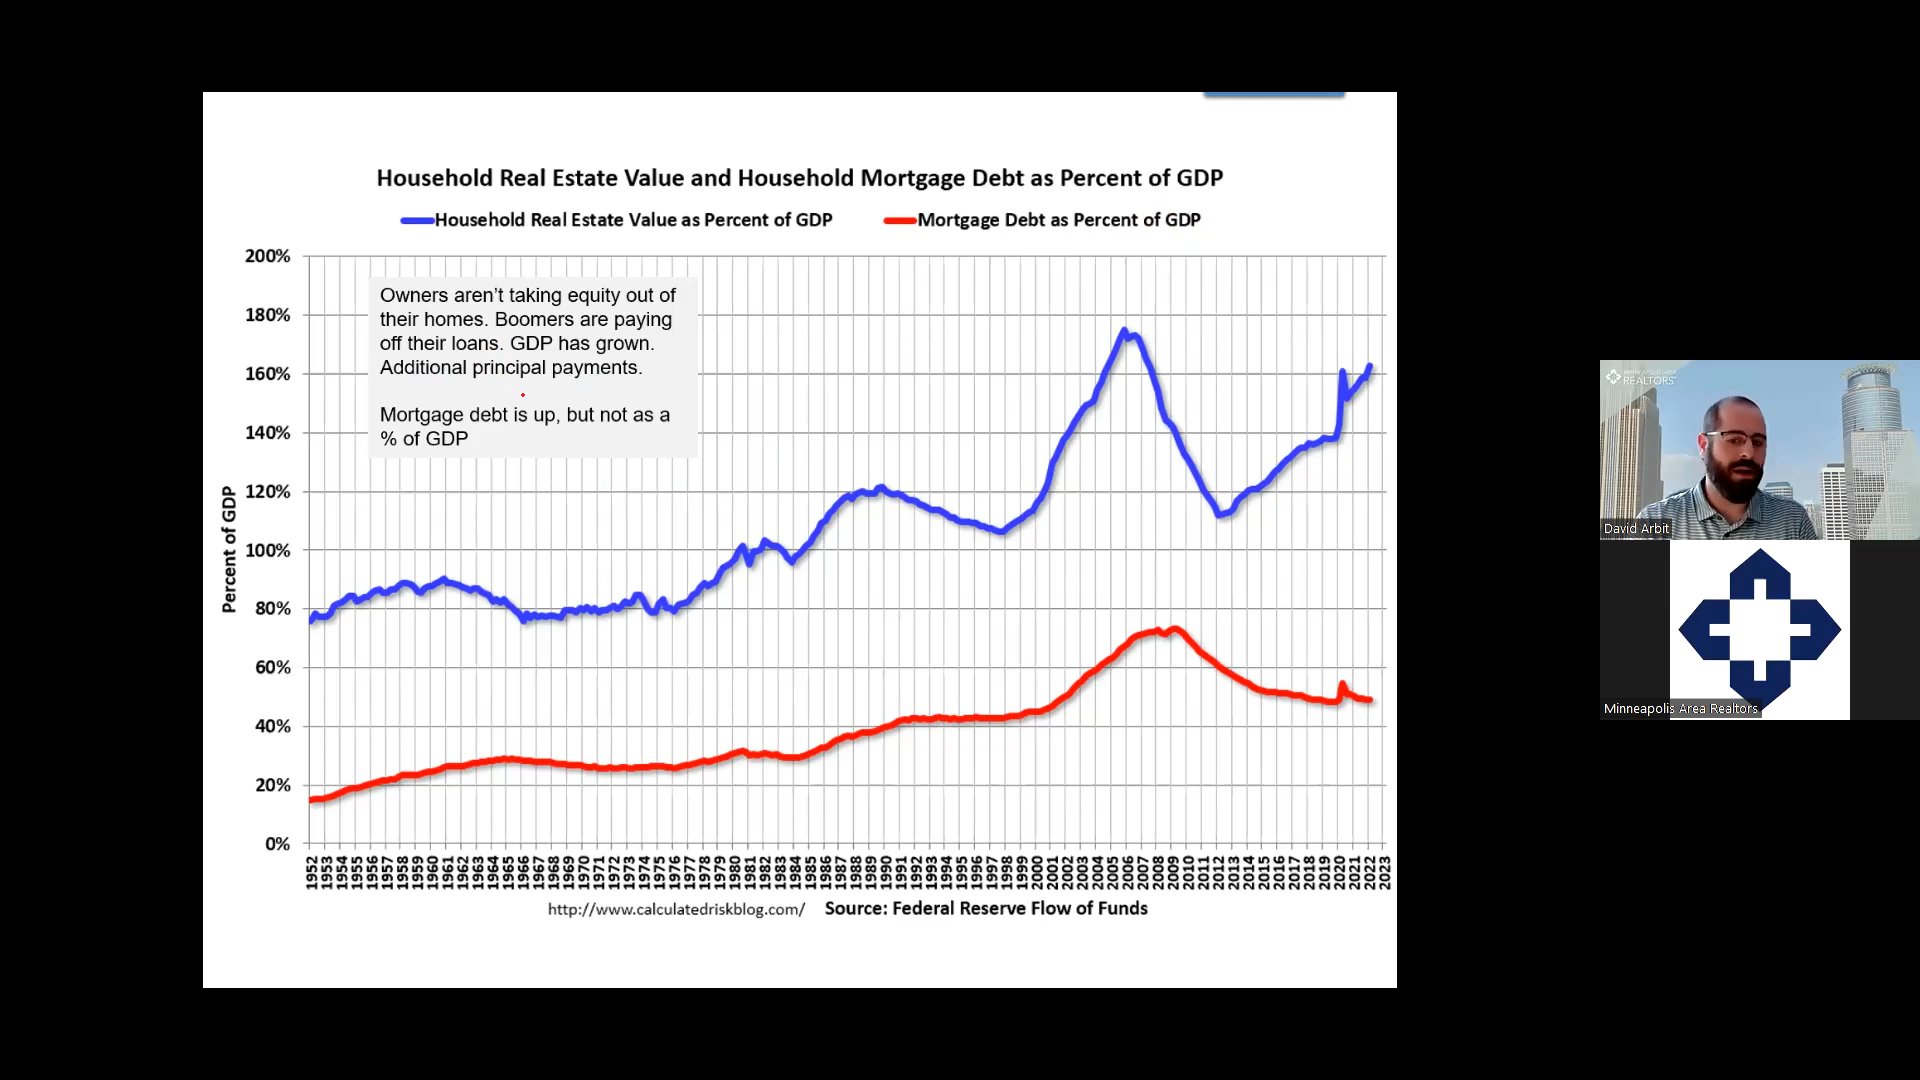 Household Real Estate Value and Household Mortgage Debt as Percent of GDP
Household Real Estate Value as Percent of GDP
Mortgage Debt as Percent of GDP
200%
180%
160%
140%
120%
100%
80%
60%
40%
20%
0%
Percent of GDP
Owners aren’t taking equity out of
their homes. Boomers are paying
off their loans. GDP has grown.
Additional principal payments.
Mortgage debt is up, but not as a
% of GDP
1952 1953 1954 1955 1956 1957 1958 1959 1960 1961 1962 1963 1964 1965 1966 1967 1968 1969 1970 1971 1972 1973 1974 1975 1976 1977 1978 1979 1980 1981 1982 1983 1984 1985 1986 1987 1988 1989 1990 1991 1992 1993 1994 1995 1996 1997 1998 1999 2000 2001 2002 2003 2004 2005 2006 2007 2008 2009 2010 2011 2012 2013 2014 2015 2016 2017 2018 2019 2020 2021 2022 2023
http://www.calculatedriskblog.com/ Source: Federal Reserve Flow of Funds
REALTORS
David Arbit
Minneapolis Area Realtors